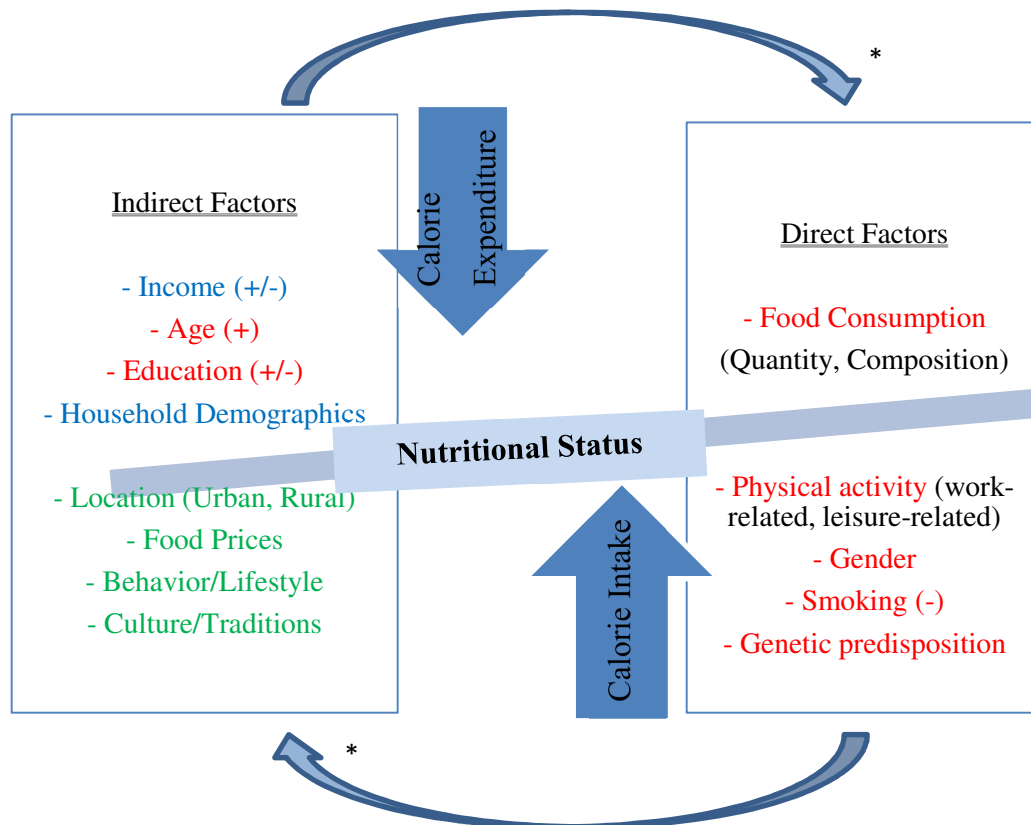 *
Indirect Factors
- Income (+/-)
- Age (+)
- Education (+/-)
- Household Demographics
- Location (Urban, Rural)
- Food Prices
- Behavior/Lifestyle
- Culture/Traditions
Calorie
Expenditure
Nutritional Status
Calorie Intake
Direct Factors
- Food Consumption
(Quantity, Composition)
- Physical activity (work-
related, leisure-related)
- Gender
- Smoking (-)
- Genetic predisposition
*